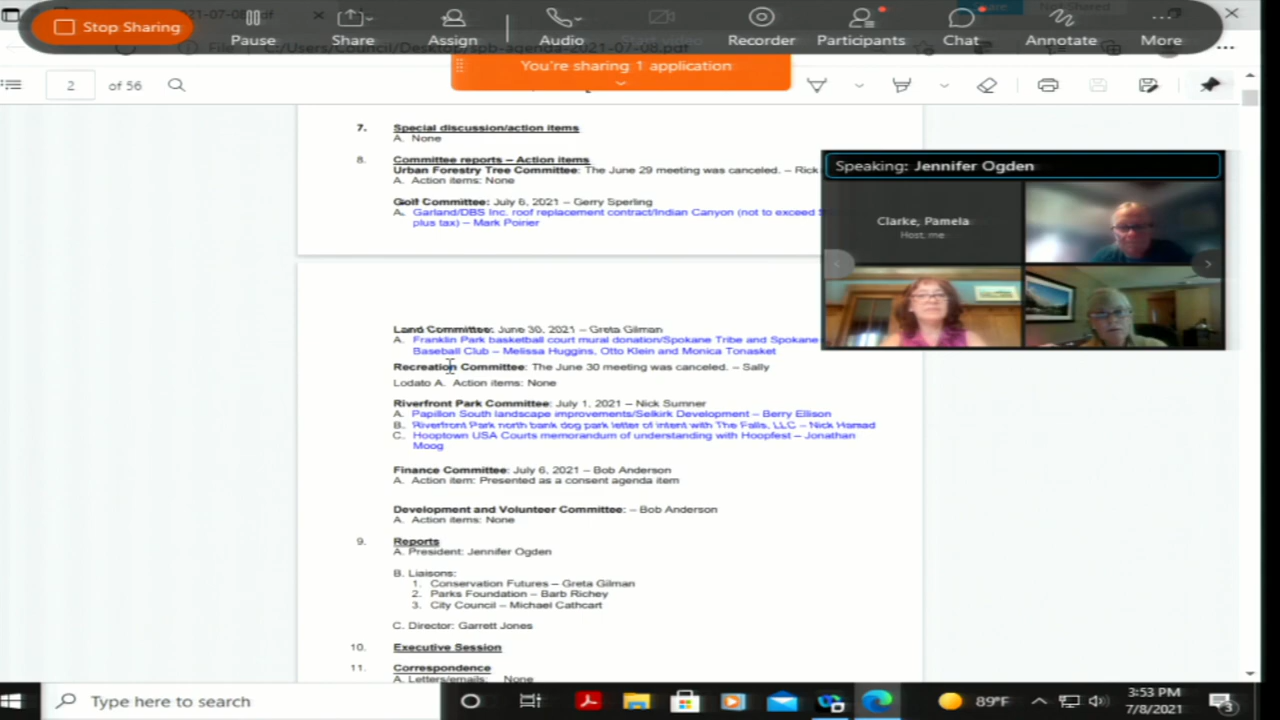 Stop Sharing
Pause
Share
Assign
Audio
Recorder
Participants
Chat
Annotate
More
You're sharing 1 application
2 of 56
7. Special discussion/action items
A. None
8. Committee reports – Action items
Urban Forestry Tree Committee: The June 29 meeting was canceled. – Rick
A. Action items: None
Golf Committee: July 6, 2021 – Gerry Sperling
A. Garland/DBS Inc. roof replacement contract/Indian Canyon (not to exceed
plus tax) – Mark Poirier
Speaking: Jennifer Ogden
Clarke, Pamela
Host, me
Land Committee: June 30, 2021 – Greta Gilman
A. Franklin Park basketball court mural donation/Spokane Tribe and Spokane
Baseball Club – Melissa Huggins, Otto Klein and Monica Tonasket
Recreation Committee: The June 30 meeting was canceled. – Sally
Lodato A. Action items: None
Riverfront Park Committee: July 1, 2021 – Nick Sumner
A. Papillon South landscape improvements/Selkirk Development – Berry Ellison
B. Riverfront Park north bank dog park letter of intent with The Falls, LLC – Nick Hamad
C. Hooptown USA Courts memorandum of understanding with Hoopfest – Jonathan
Moog
Finance Committee: July 6, 2021 – Bob Anderson
A. Action item: Presented as a consent agenda item
Development and Volunteer Committee: – Bob Anderson
A. Action items: None
9. Reports
A. President: Jennifer Ogden
B. Liaisons:
1. Conservation Futures – Greta Gilman
2. Parks Foundation – Barb Richey
3. City Council – Michael Cathcart
C. Director: Garrett Jones
10. Executive Session
11. Correspondence
A. Letters/emails: None
Type here to search
89°F
3:53 PM
7/8/2021
3